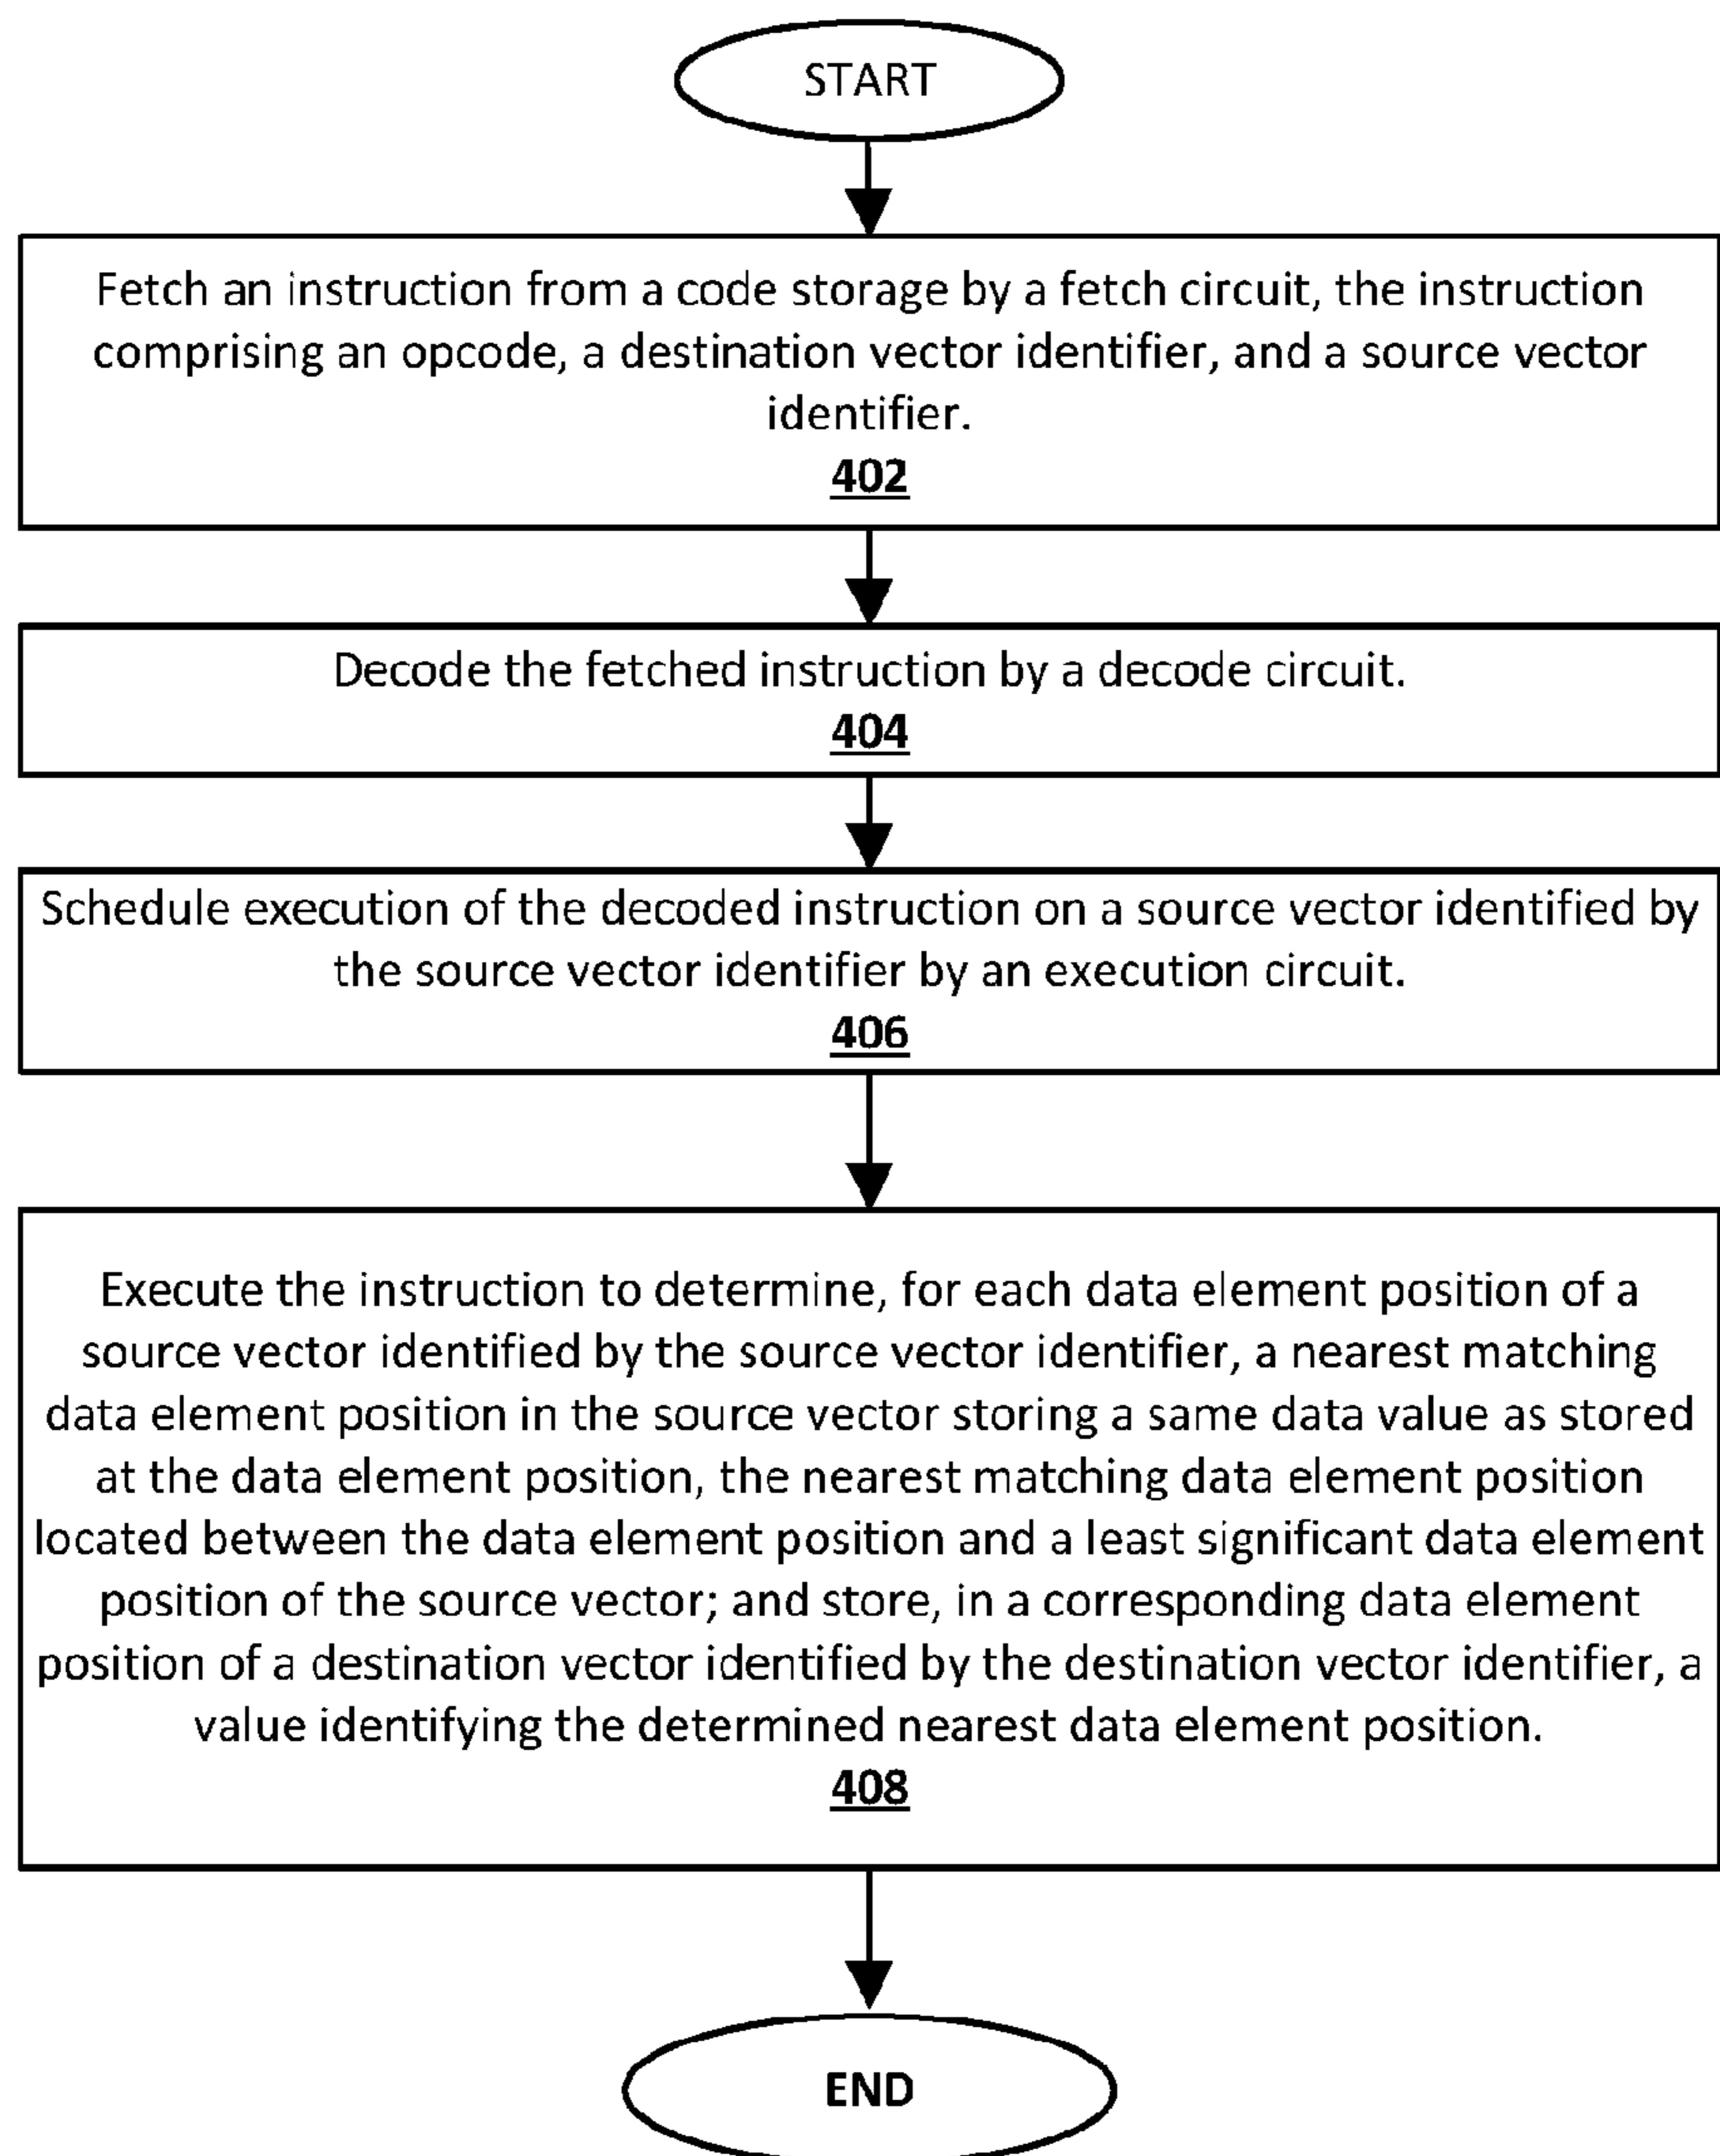 START
Fetch an instruction from a code storage by a fetch circuit, the instruction
comprising an opcode, a destination vector identifier, and a source vector
identifier.
402
Decode the fetched instruction by a decode circuit.
404
Schedule execution of the decoded instruction on a source vector identified by
the source vector identifier by an execution circuit.
406
Execute the instruction to determine, for each data element position of a
source vector identified by the source vector identifier, a nearest matching
data element position in the source vector storing a same data value as stored
at the data element position, the nearest matching data element position
located between the data element position and a least significant data element
position of the source vector; and store, in a corresponding data element
position of a destination vector identified by the destination vector identifier, a
value identifying the determined nearest data element position.
408
END